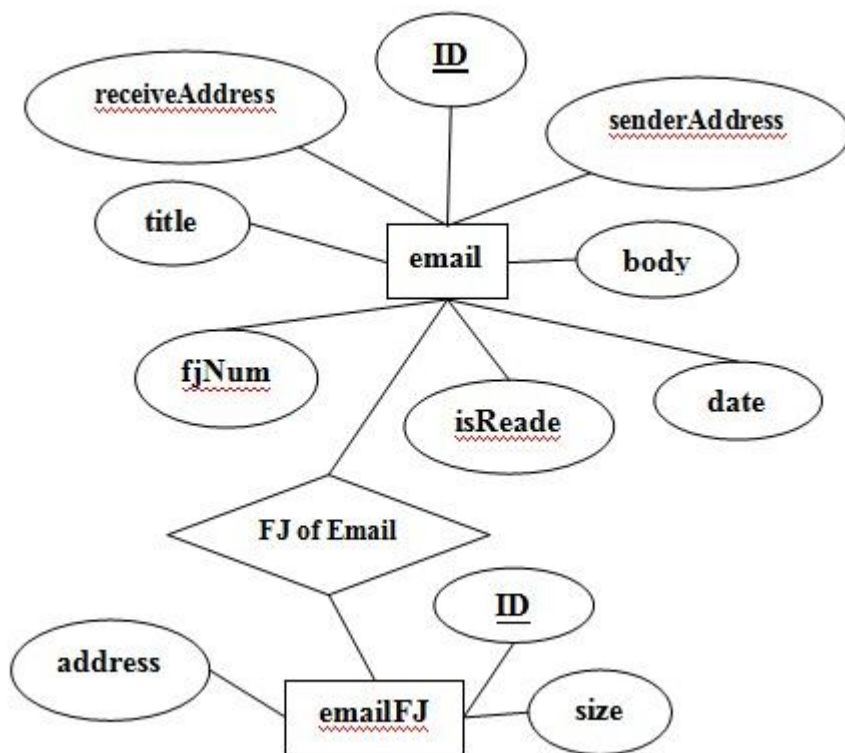 ID
receiveAddress
senderAddress
title
email
body
fjNum
isReade
date
FJ of Email
ID
address
emailFJ
size